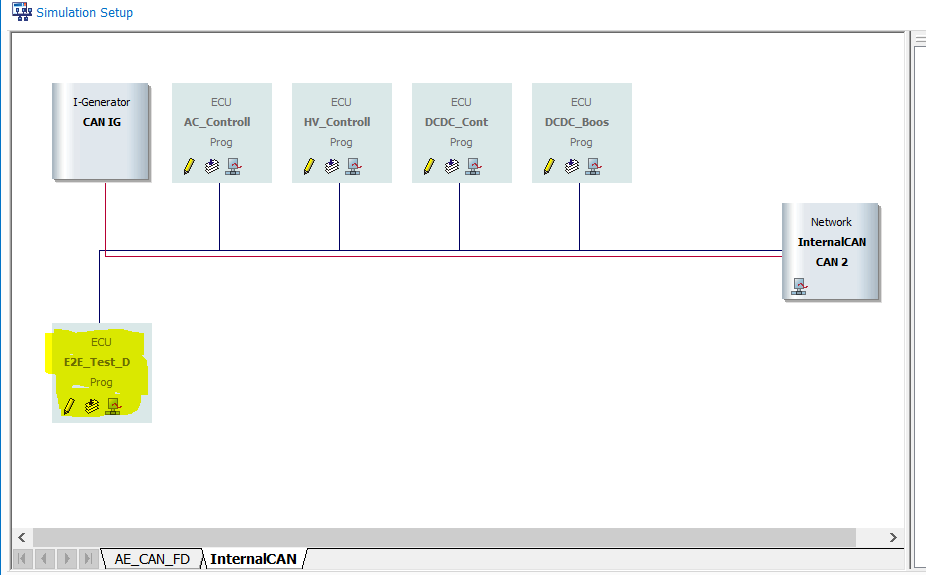 Simulation Setup
I-Generator
CAN IG
ECU
AC_Controll
Prog
ECU
HV_Controll
Prog
ECU
DCDC_Cont
Prog
ECU
DCDC_Boos
Prog
Network
InternalCAN
CAN 2
ECU
E2E_Test_D
Prog
AE_CAN_FD
InternalCAN